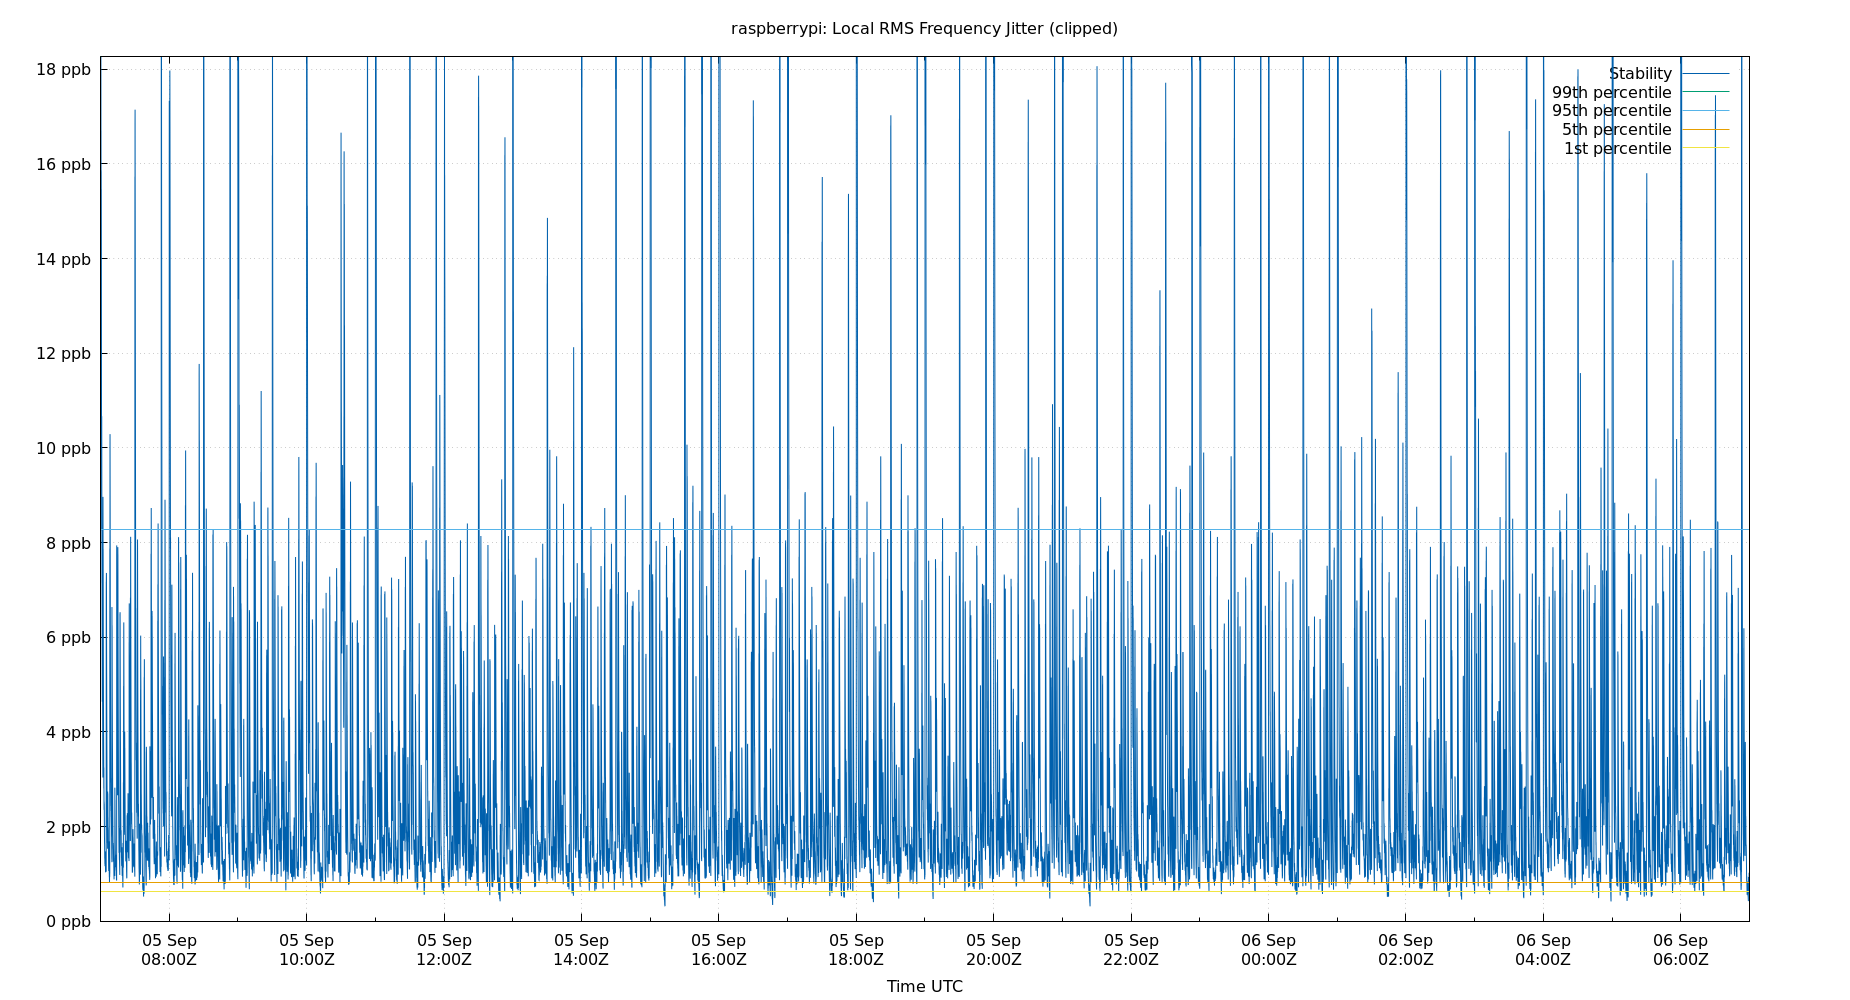 raspberrypi: Local RMS Frequency Jitter (clipped)
18 ppb
16 ppb
14 ppb
12 ppb
10 ppb
8 ppb
6 ppb
4 ppb
2 ppb
0 ppb
Stability
99th percentile
95th percentile
5th percentile
1st percentile
05 Sep 05 Sep 05 Sep 05 Sep 05 Sep 05 Sep 05 Sep 05 Sep 06 Sep 06 Sep 06 Sep 06 Sep
08:00Z 10:00Z 12:00Z 14:00Z 16:00Z 18:00Z 20:00Z 22:00Z 00:00Z 02:00Z 04:00Z 06:00Z
Time UTC